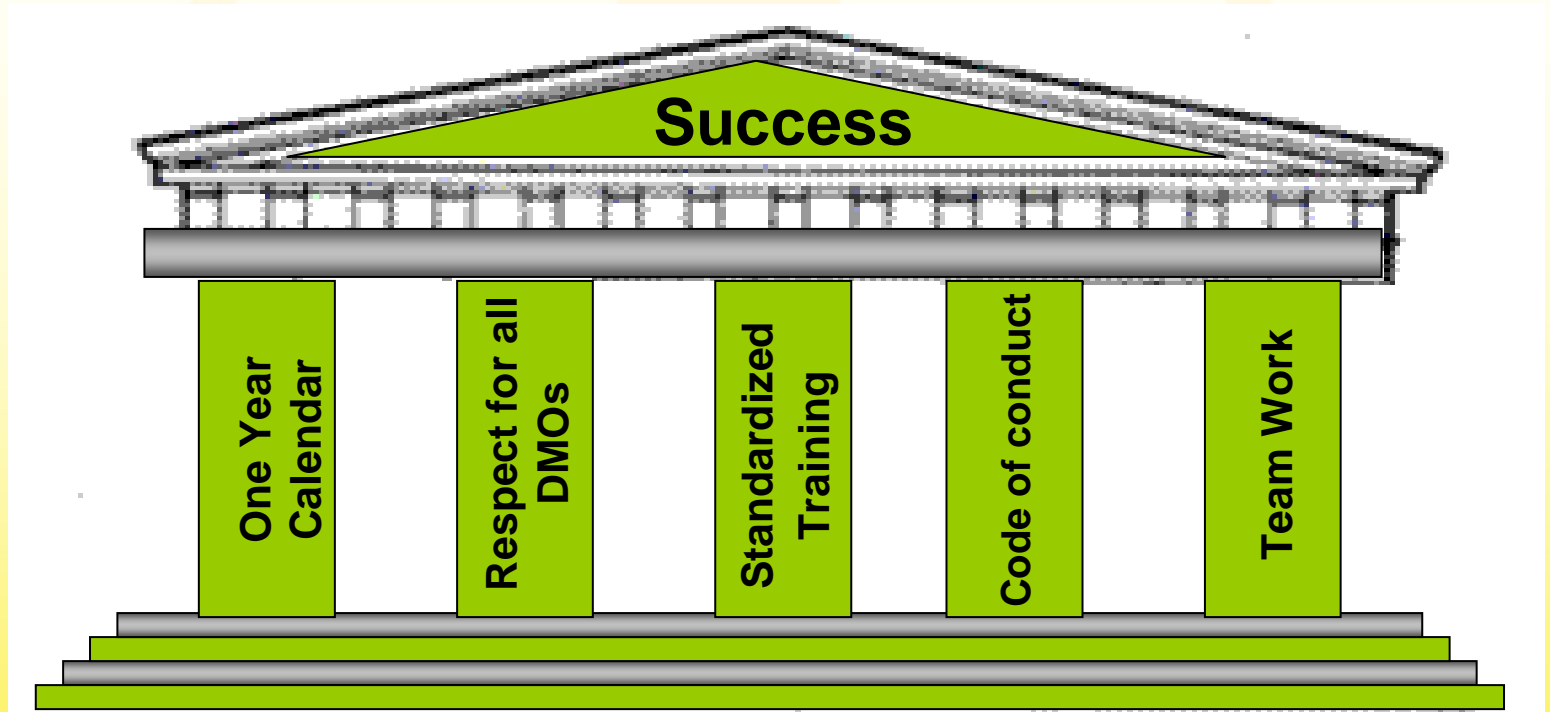 Success
One Year
Calendar
Respect for all
DMOs
Standardized
Training
Code of conduct
Team Work